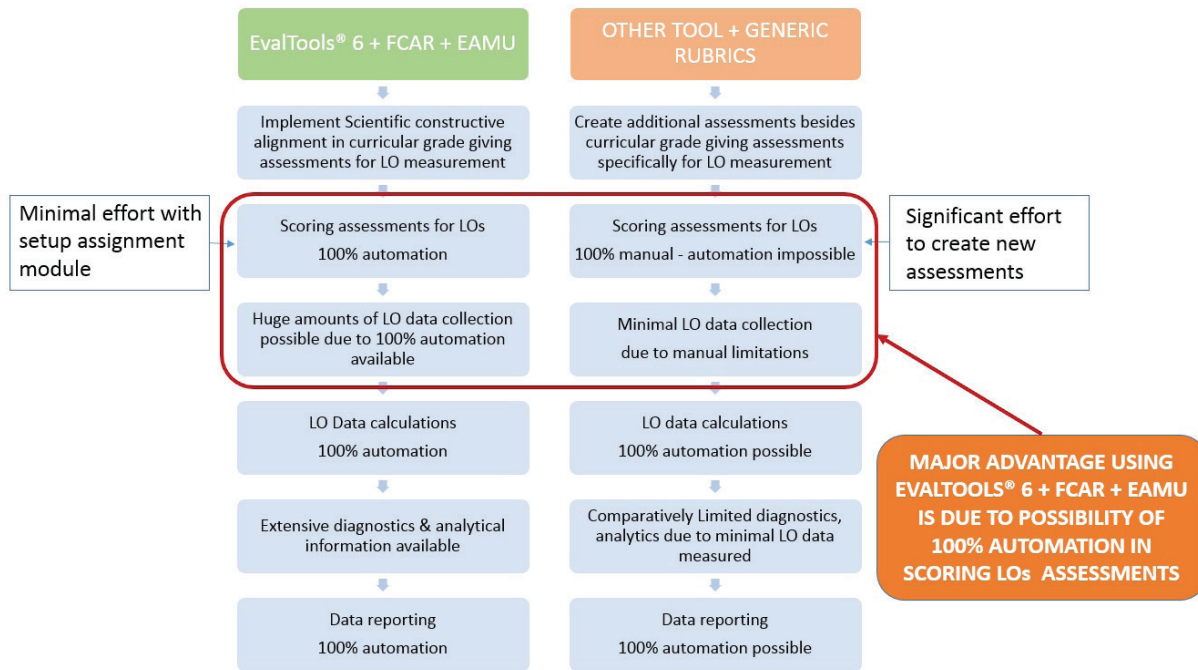 EvalTools® 6 + FCAR + EAMU
OTHER TOOL + GENERIC
RUBRICS
Implement Scientific constructive
alignment in curricular grade giving
assessments for LO measurement
Create additional assessments besides
curricular grade giving assessments
specifically for LO measurement
Minimal effort with
setup assignment
module
Scoring assessments for LOs
100% automation
Scoring assessments for LOs
100% manual - automation impossible
Significant effort
to create new
assessments
Huge amounts of LO data collection
possible due to 100% automation
available
Minimal LO data collection
due to manual limitations
LO Data calculations
100% automation
LO data calculations
100% automation possible
MAJOR ADVANTAGE USING
EVALTOOLS® 6 + FCAR + EAMU
IS DUE TO POSSIBILITY OF
100% AUTOMATION IN
SCORING LOs ASSESSMENTS
Extensive diagnostics & analytical
information available
Comparatively Limited diagnostics,
analytics due to minimal LO data
measured
Data reporting
100% automation
Data reporting
100% automation possible